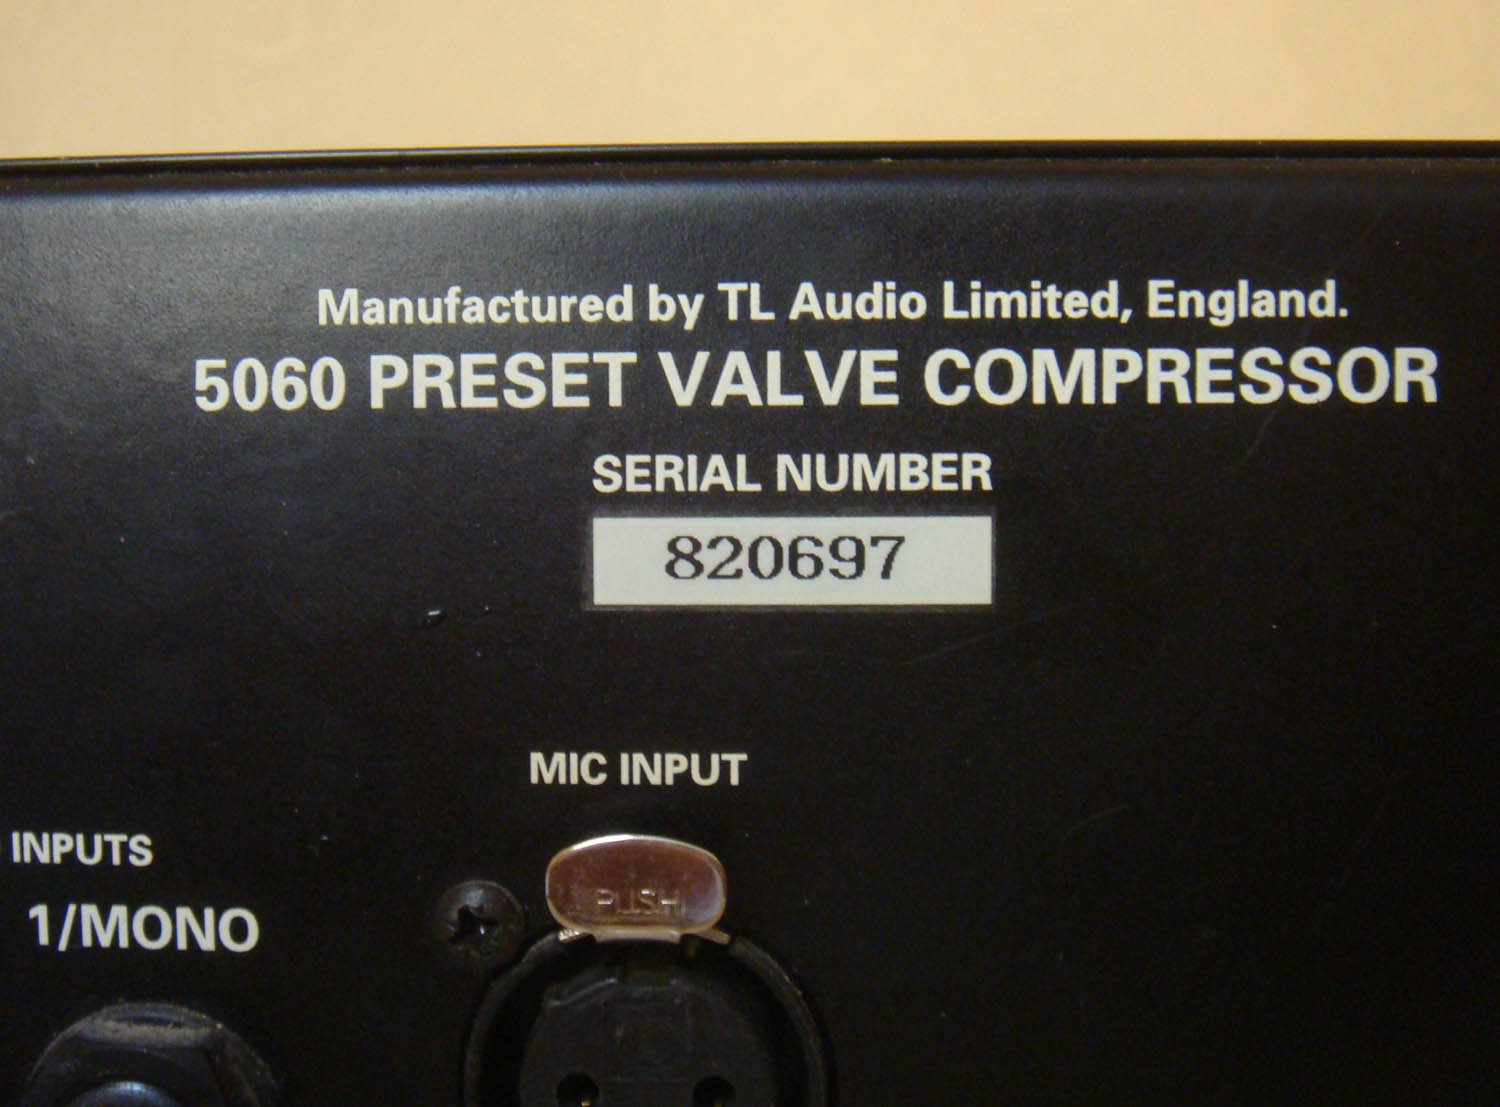 Manufactured by TL Audio Limited, England.
5060 PRESET VALVE COMPRESSOR
SERIAL NUMBER
820697
MIC INPUT
INPUTS
1/MONO
PUSH